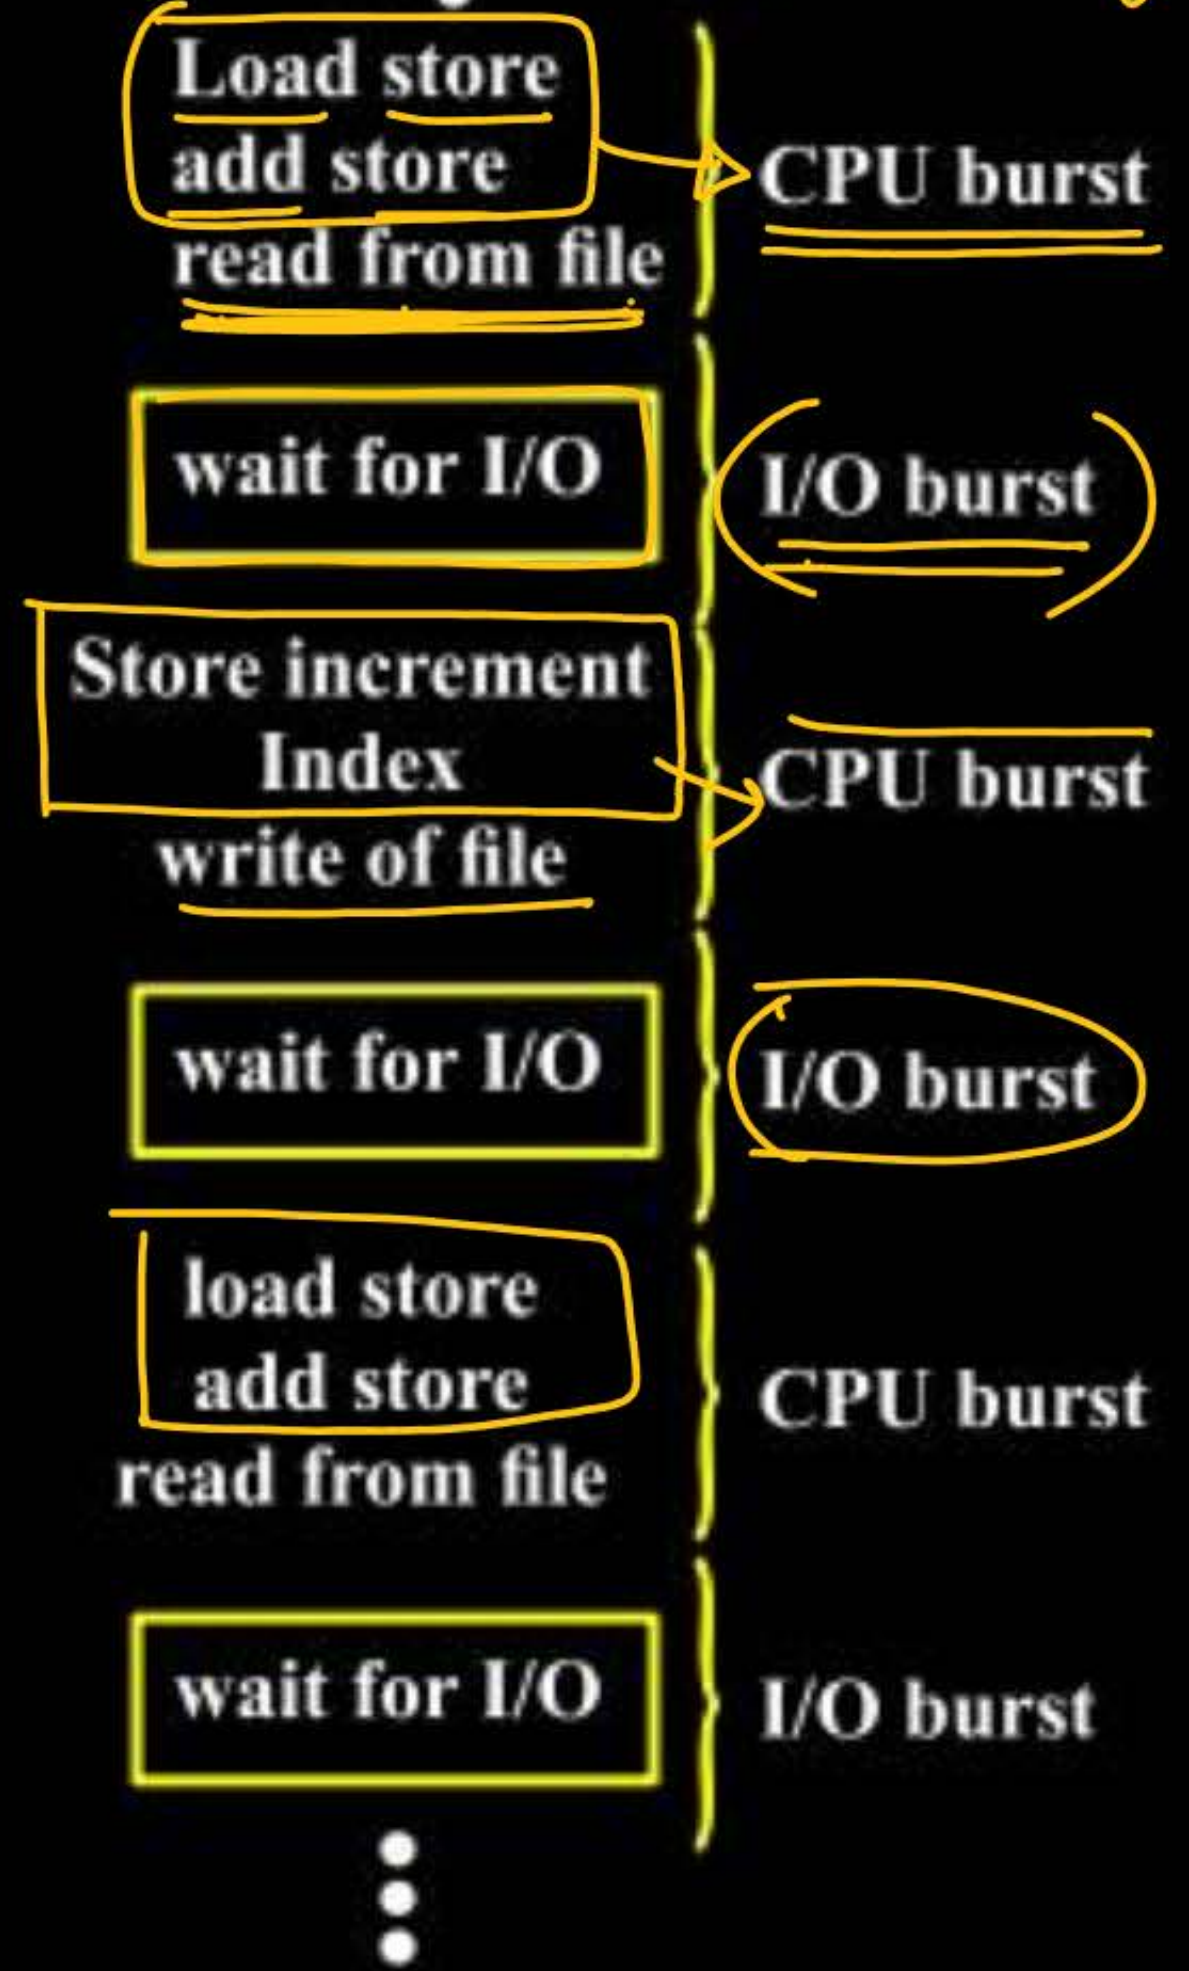 Load store
add store
read from file
CPU burst
wait for I/O
I/O burst
Store increment
Index
write of file
CPU burst
wait for I/O
I/O burst
load store
add store
read from file
CPU burst
wait for I/O
I/O burst